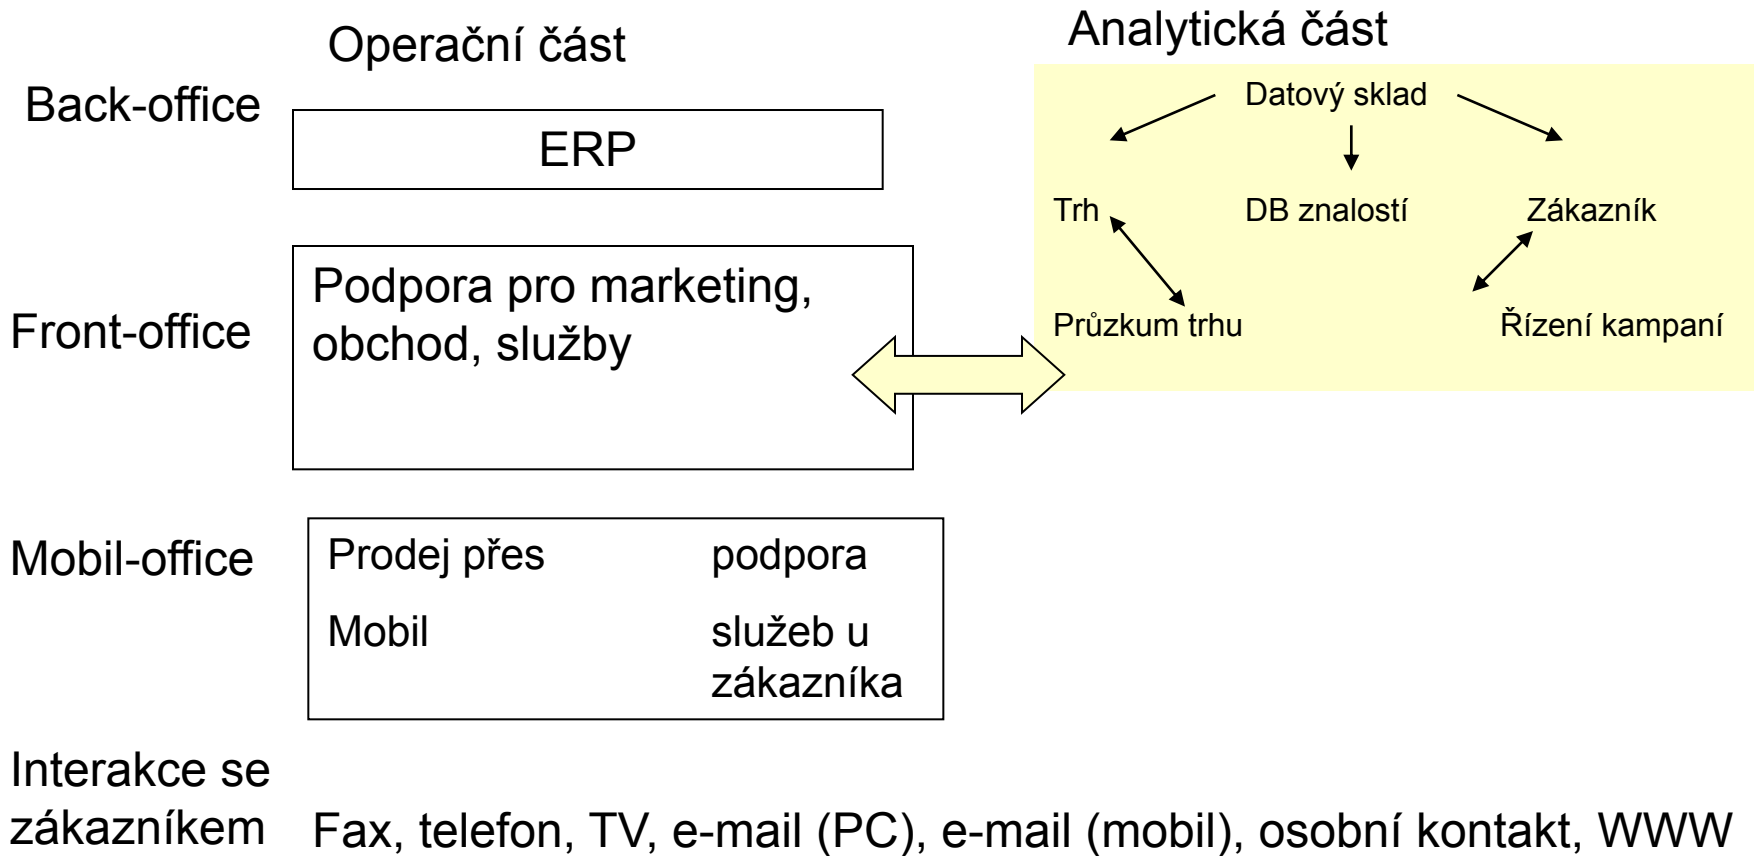 Operační část
Analytická část
Back-office
ERP
Datový sklad
Trh
DB znalostí
Zákazník
Front-office
Podpora pro marketing,
obchod, služby
Průzkum trhu
Řízení kampaní
Mobil-office
Prodej přes
podpora
Mobil
služeb u
zákazníka
Interakce se
zákazníkem
Fax, telefon, TV, e-mail (PC), e-mail (mobil), osobní kontakt, WWW